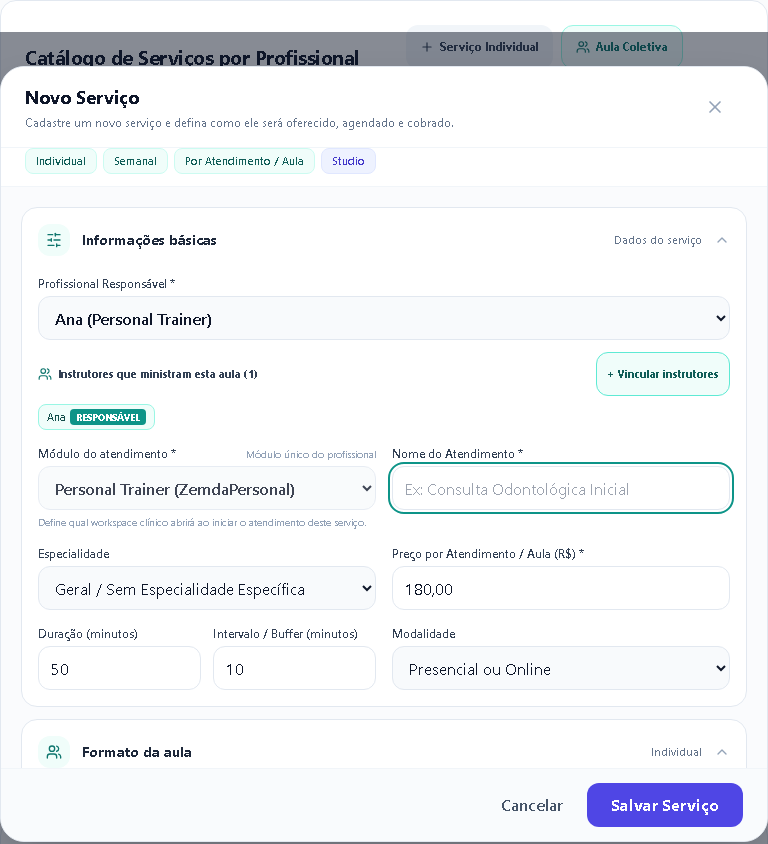 Catálogo de Serviços por Profissional
+ Serviço Individual
Aula Coletiva
Novo Serviço
Cadastre um novo serviço e defina como ele será oferecido, agendado e cobrado.
Individual
Semanal
Por Atendimento / Aula
Studio
Informações básicas
Dados do serviço
Profissional Responsável *
Ana (Personal Trainer)
Instrutores que ministram esta aula (1)
+ Vincular instrutores
Ana RESPONSÁVEL
Módulo do atendimento *
Módulo único do profissional
Nome do Atendimento *
Personal Trainer (ZemdaPersonal)
Ex: Consulta Odontológica Inicial
Define qual workspace clínico abrirá ao iniciar o atendimento deste serviço.
Especialidade
Preço por Atendimento / Aula (R$) *
Geral / Sem Especialidade Específica
180,00
Duração (minutos)
Intervalo / Buffer (minutos)
Modalidade
50
10
Presencial ou Online
Formato da aula
Individual
Cancelar
Salvar Serviço